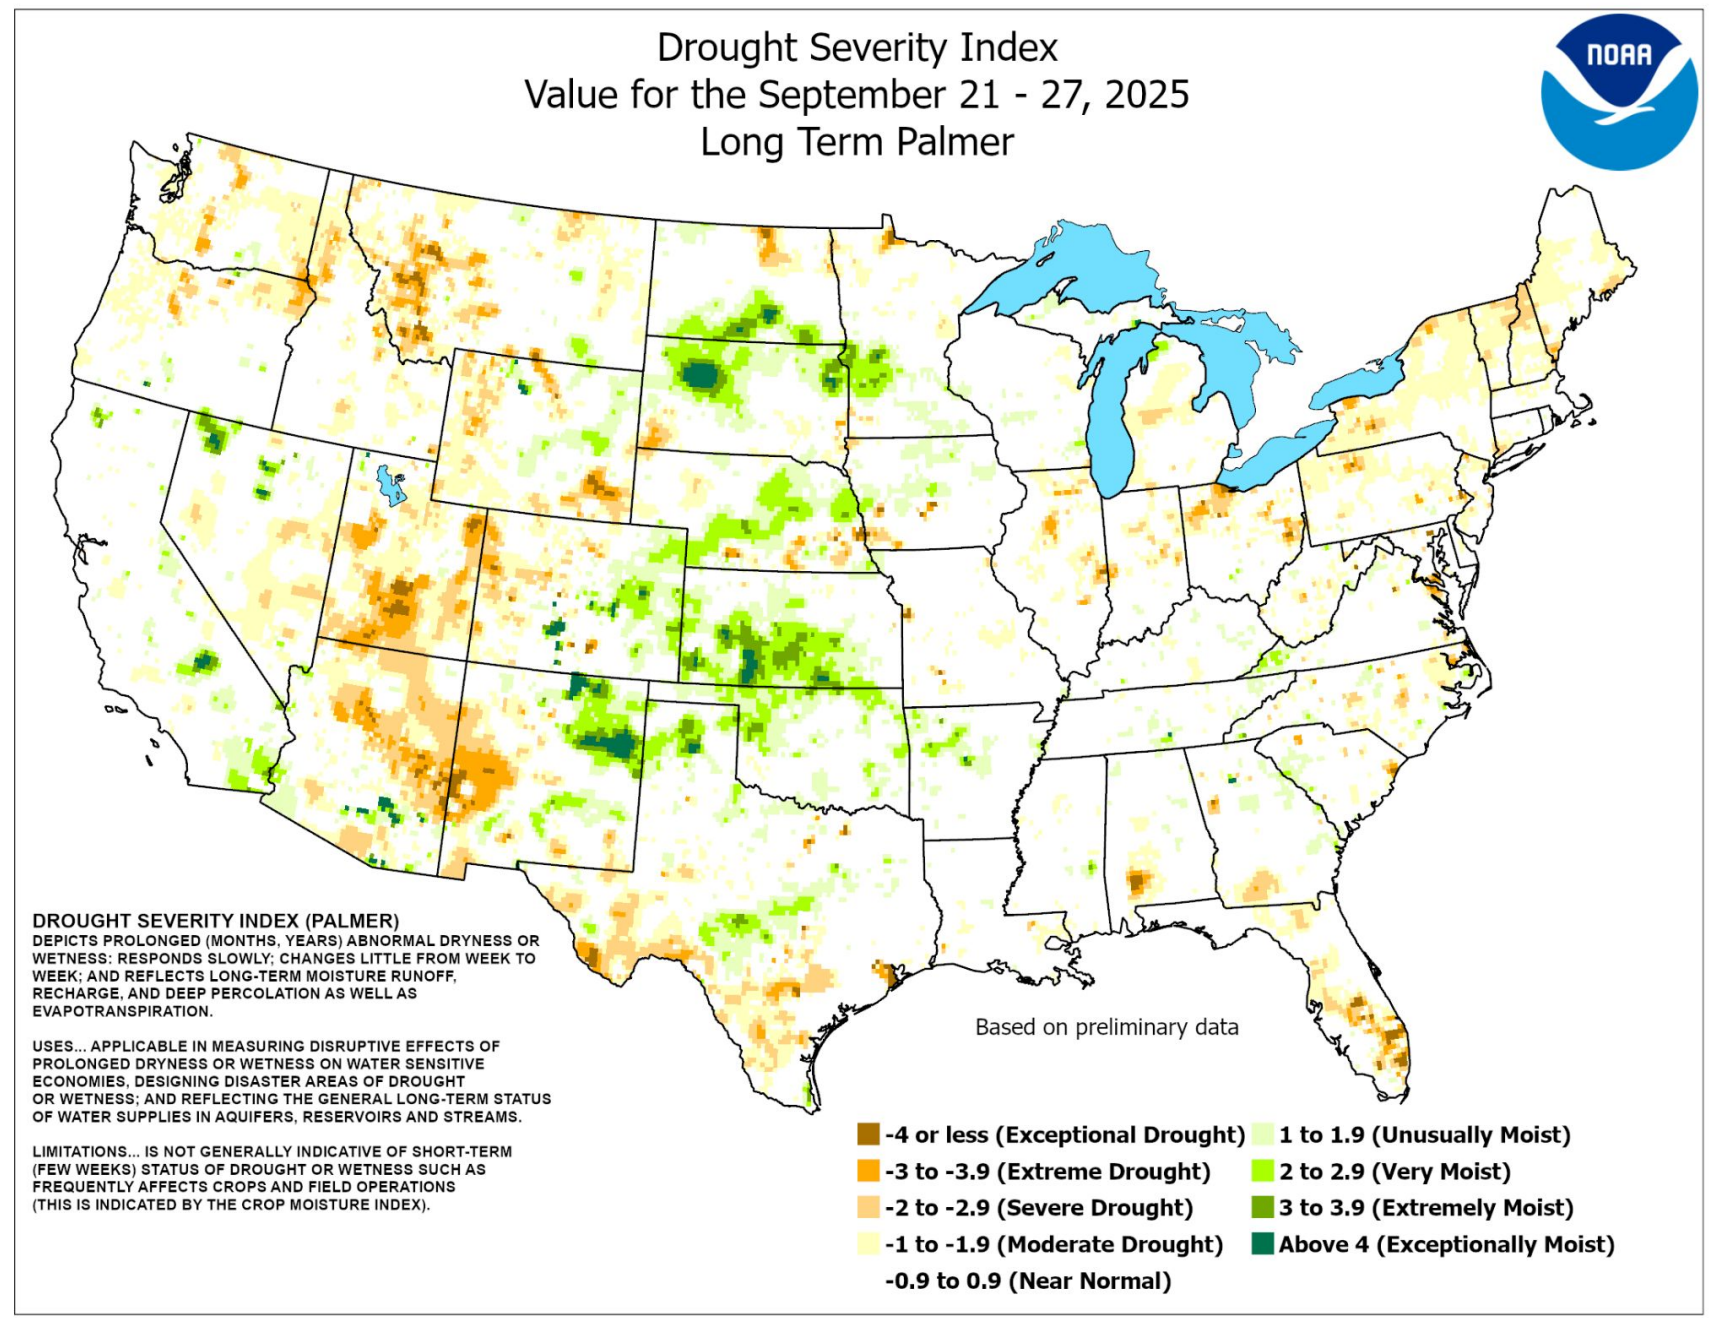 Drought Severity Index
Value for the September 21 - 27, 2025
Long Term Palmer
NOAA
DROUGHT SEVERITY INDEX (PALMER)
DEPICTS PROLONGED (MONTHS, YEARS) ABNORMAL DRYNESS OR
WETNESS: RESPONDS SLOWLY; CHANGES LITTLE FROM WEEK TO
WEEK; AND REFLECTS LONG-TERM MOISTURE RUNOFF,
RECHARGE, AND DEEP PERCOLATION AS WELL AS
EVAPOTRANSPIRATION.
USES... APPLICABLE IN MEASURING DISRUPTIVE EFFECTS OF
PROLONGED DRYNESS OR WETNESS ON WATER SENSITIVE
ECONOMIES, DESIGNING DISASTER AREAS OF DROUGHT
OR WETNESS; AND REFLECTING THE GENERAL LONG-TERM STATUS
OF WATER SUPPLIES IN AQUIFERS, RESERVOIRS AND STREAMS.
LIMITATIONS... IS NOT GENERALLY INDICATIVE OF SHORT-TERM
(FEW WEEKS) STATUS OF DROUGHT OR WETNESS SUCH AS
FREQUENTLY AFFECTS CROPS AND FIELD OPERATIONS
(THIS IS INDICATED BY THE CROP MOISTURE INDEX).
Based on preliminary data
-4 or less (Exceptional Drought)
-3 to -3.9 (Extreme Drought)
-2 to -2.9 (Severe Drought)
-1 to -1.9 (Moderate Drought)
-0.9 to 0.9 (Near Normal)
1 to 1.9 (Unusually Moist)
2 to 2.9 (Very Moist)
3 to 3.9 (Extremely Moist)
Above 4 (Exceptionally Moist)